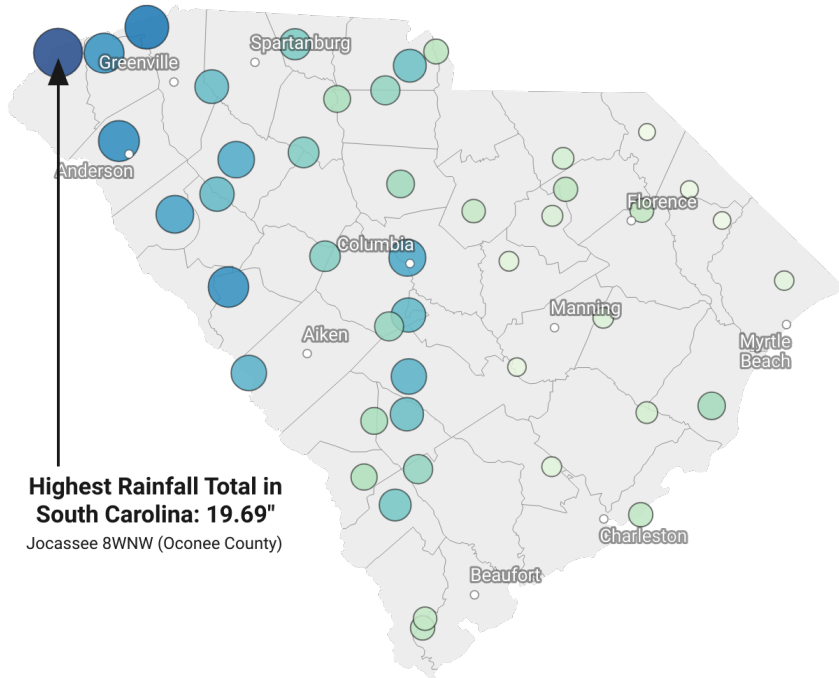 Spartanburg
Greenville
Anderson
Florence
Columbia
Manning
Aiken
Myrtle
Beach
Highest Rainfall Total in
South Carolina: 19.69"
Jocassee 8WNW (Oconee County)
Charleston
Beaufort